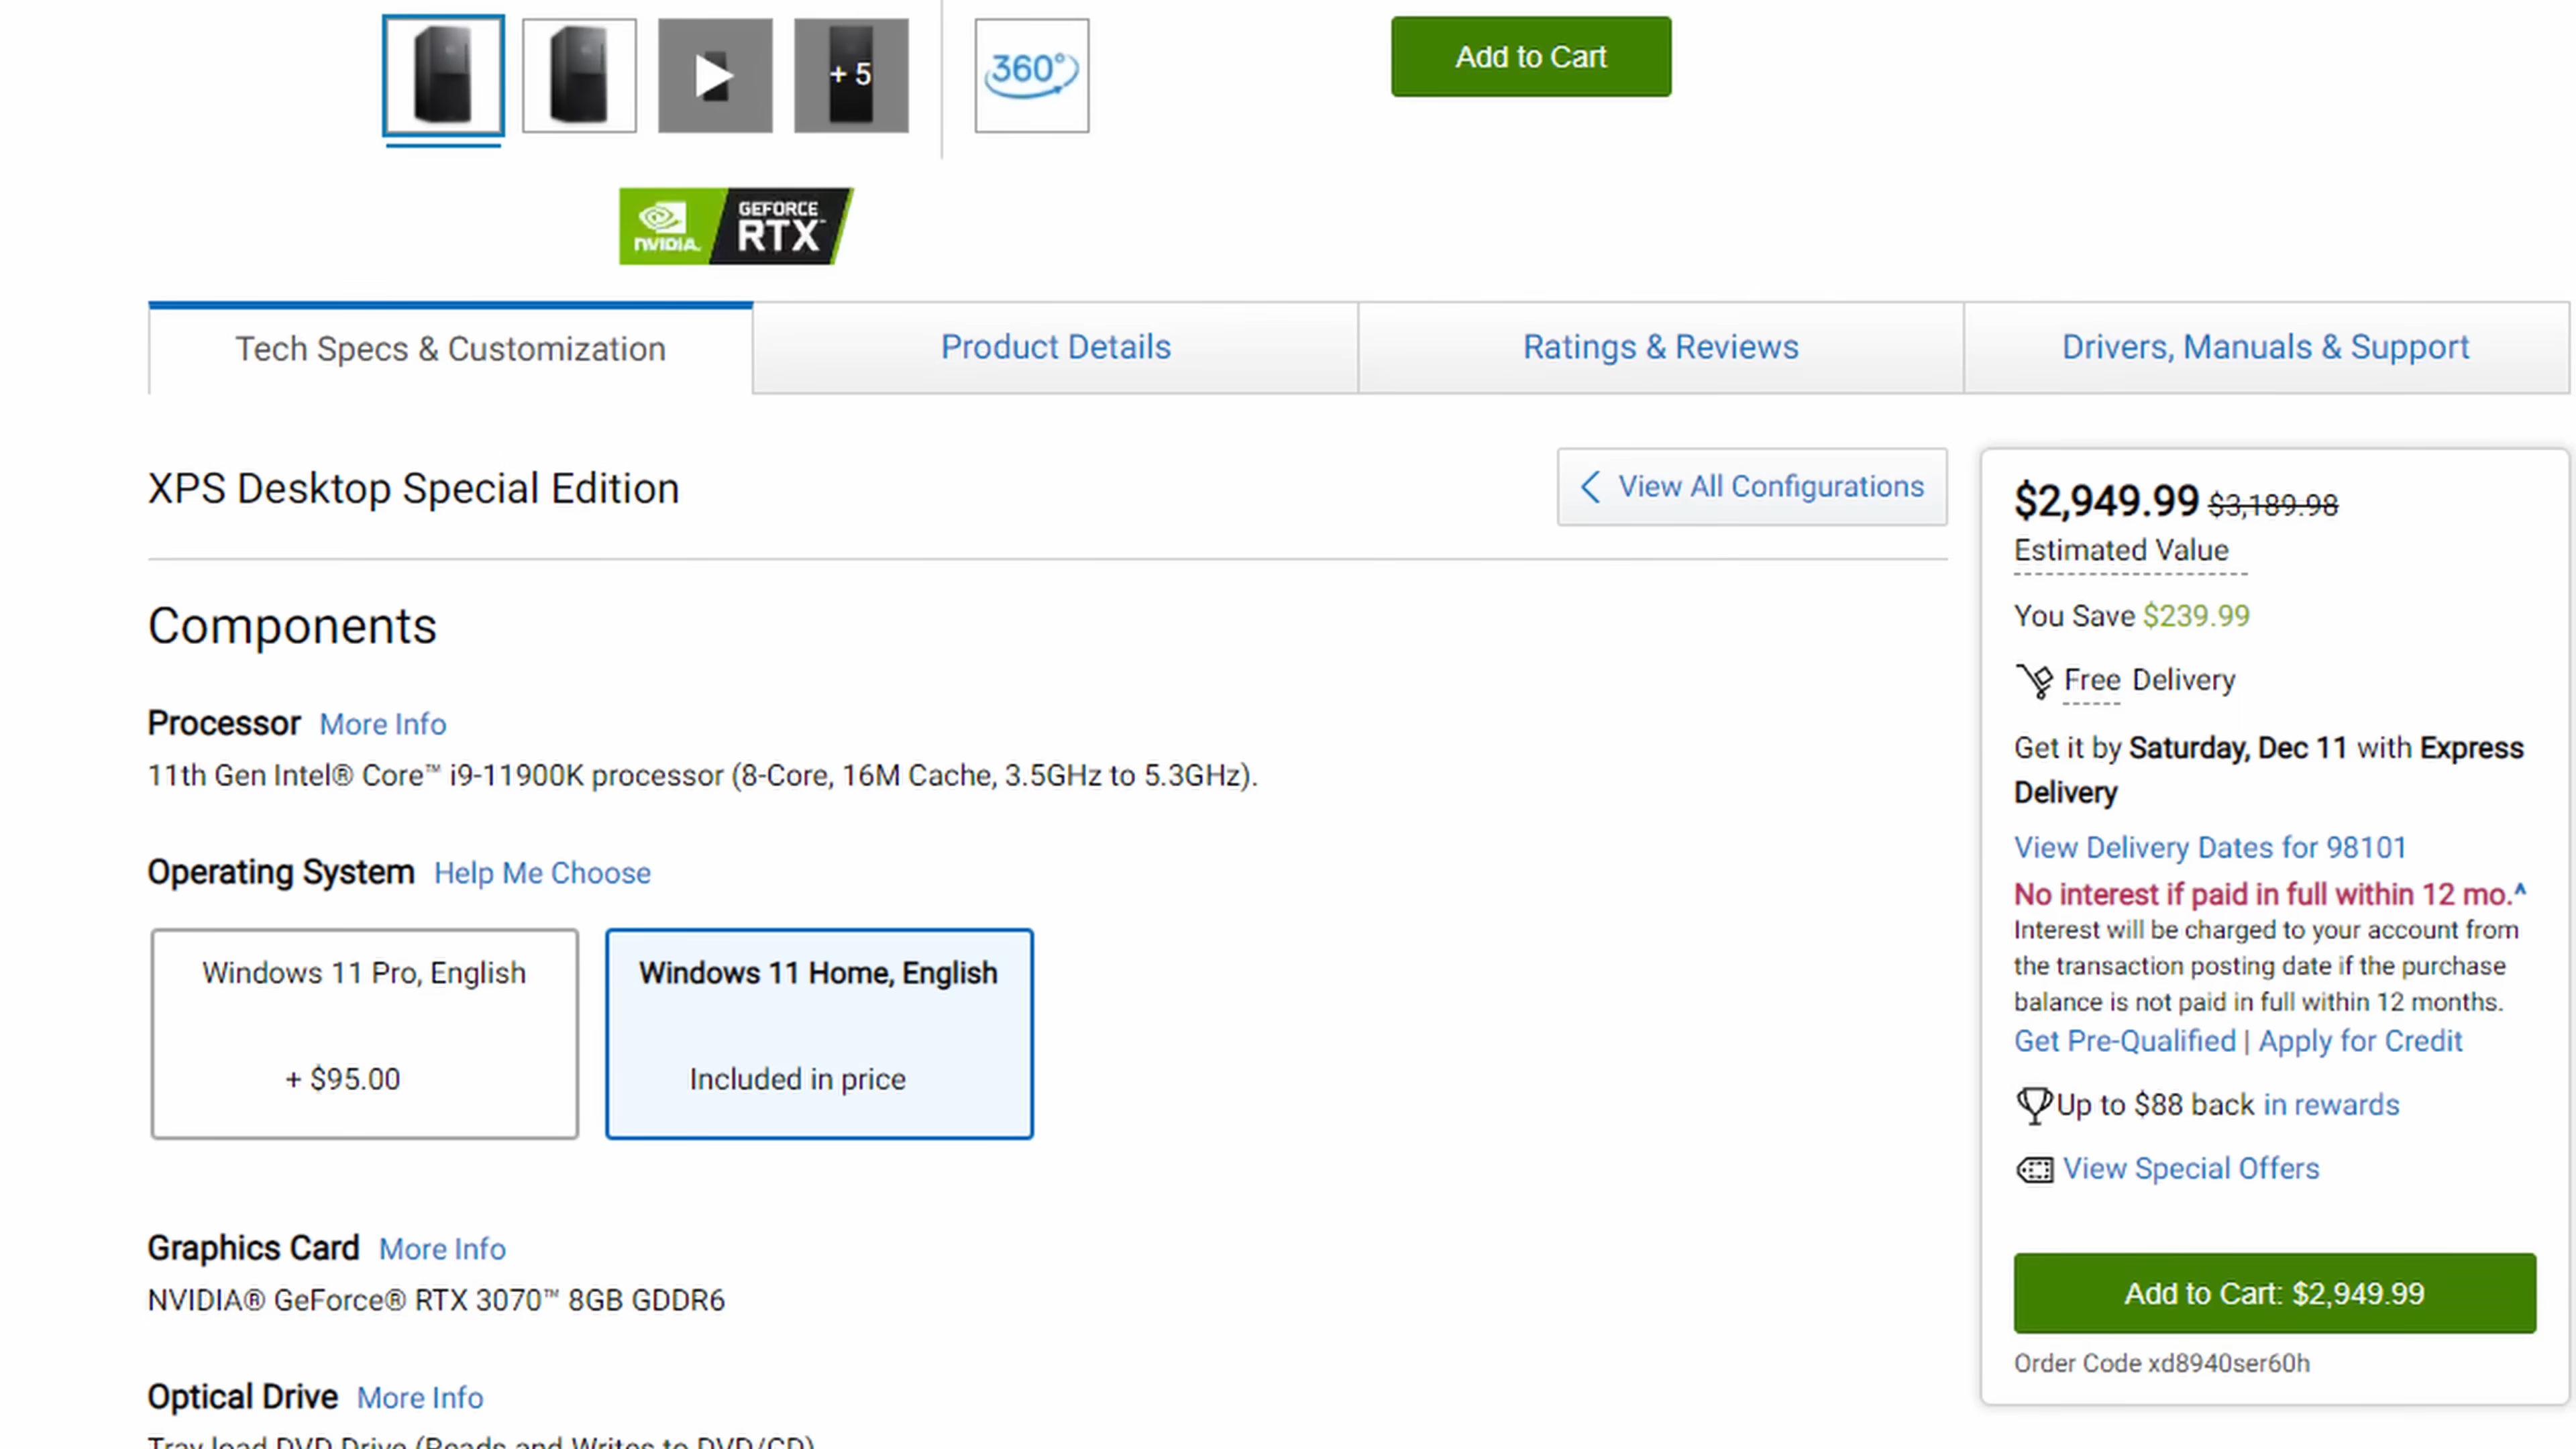 + 5
360°
Add to Cart
NVIDIA.
GEFORCE
RTX™
Tech Specs & Customization
Product Details
Ratings & Reviews
Drivers, Manuals & Support
XPS Desktop Special Edition
View All Configurations
Components
Processor More Info
11th Gen Intel® Core™ i9-11900K processor (8-Core, 16M Cache, 3.5GHz to 5.3GHz).
Operating System Help Me Choose
Windows 11 Pro, English
+ $95.00
Windows 11 Home, English
Included in price
Graphics Card More Info
NVIDIA® GeForce® RTX 3070™ 8GB GDDR6
Optical Drive More Info
Tray load DVD Drive (Reads and Writes to DVD/CD)
$2,949.99 $3,189.98
Estimated Value
You Save $239.99
Free Delivery
Get it by Saturday, Dec 11 with Express
Delivery
View Delivery Dates for 98101
No interest if paid in full within 12 mo.^
Interest will be charged to your account from
the transaction posting date if the purchase
balance is not paid in full within 12 months.
Get Pre-Qualified | Apply for Credit
Up to $88 back in rewards
View Special Offers
Add to Cart: $2,949.99
Order Code xd8940ser60h